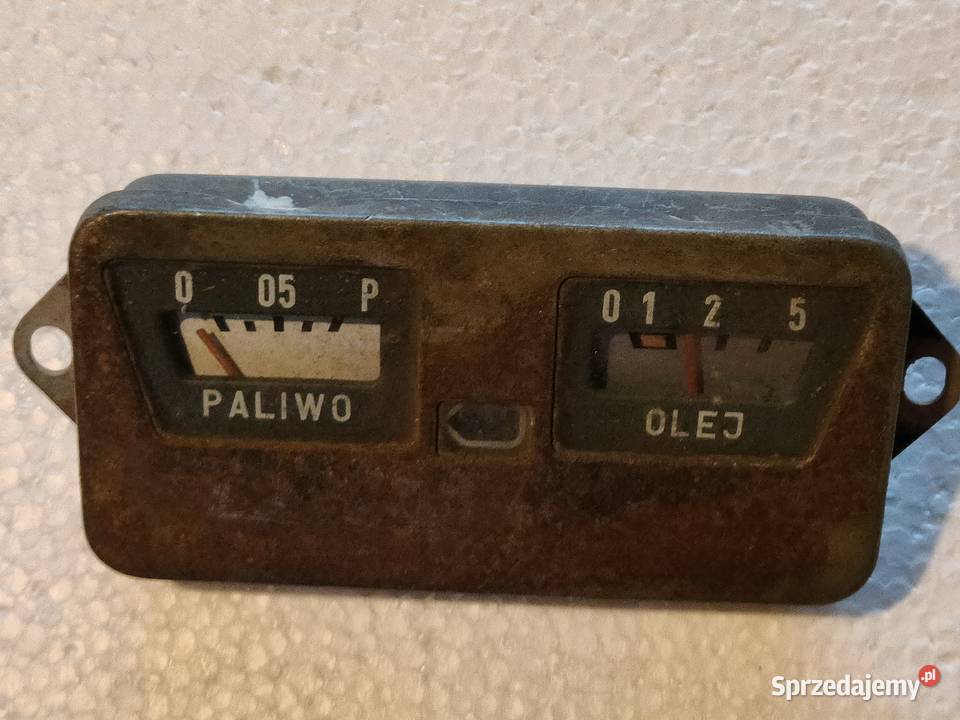 0 05 P
PALIWO
0 1 2 5
OLEJ
Sprzedajemy.pl